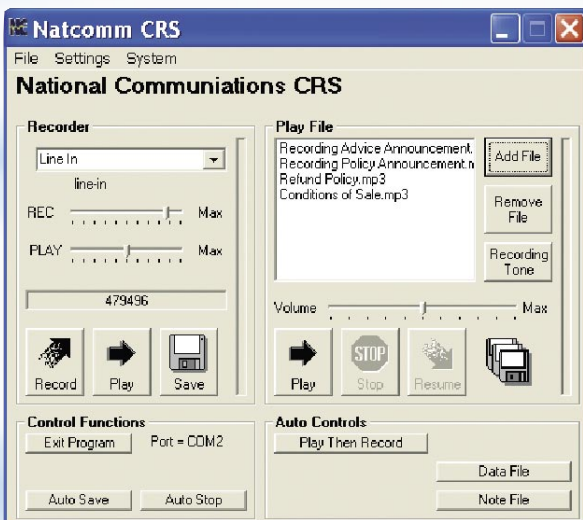 Natcomm CRS
File Settings System
National Communiations CRS
Recorder
Line In
line-in
REC Max
PLAY Max
479496
Record Play Save
Play File
Recording Advice Announcement.
Recording Policy Announcement.
Refund Policy.mp3
Conditions of Sale.mp3
Add File
Remove
File
Recording
Tone
Volume Max
Play STOP
Stop Resume
Control Functions
Exit Program Port = COM2
Auto Save Auto Stop
Auto Controls
Play Then Record
Data File
Note File